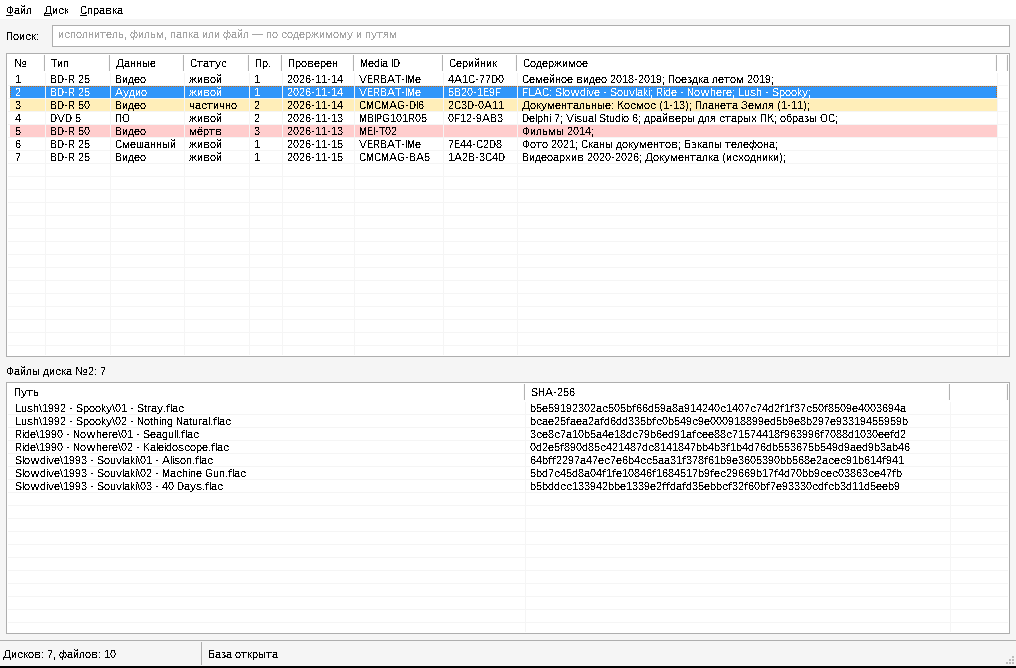 Файл Диск Справка
Поиск: исполнитель, фильм, папка или файл — по содержимому и путям
№ Тип Данные Статус Пр. Проверен Media ID Серийник Содержимое
1 BD-R 25 Видео живой 1 2026-11-14 VERBAT-IMe 4A1C-77D0 Семейное видео 2018-2019; Поездка летом 2019;
2 BD-R 25 Аудио живой 1 2026-11-14 VERBAT-IMe 5B20-1E9F FLAC: Slowdive - Souvlaki; Ride - Nowhere; Lush - Spooky;
3 BD-R 50 Видео частично 2 2026-11-14 CMCMAG-DI6 2C3D-0A11 Документальные: Космос (1-13); Планета Земля (1-11);
4 DVD 5 ПО живой 2 2026-11-13 MBIPG101R05 0F12-9AB3 Delphi 7; Visual Studio 6; драйверы для старых ПК; образы ОС;
5 BD-R 50 Видео мёртв 3 2026-11-13 MEI-T02 Фильмы 2014;
6 BD-R 25 Смешанный живой 1 2026-11-15 VERBAT-IMe 7E44-C2D8 Фото 2021; Сканы документов; Бэкапы телефона;
7 BD-R 25 Видео живой 1 2026-11-15 CMCMAG-BA5 1A2B-3C4D Видеоархив 2020-2026; Документалка (исходники);
Файлы диска №2: 7
Путь SHA-256
Lush\1992 - Spooky\01 - Stray.flac b5e59192302ac505bf66d59a8a914240c1407c74d2f1f37c50f8509e4003694a
Lush\1992 - Spooky\02 - Nothing Natural.flac bcae25faea2afd6dd335bfc0b549c9e000918899ed5b9e8b297e93319455959b
Ride\1990 - Nowhere\01 - Seagull.flac 3ce8c7a10b5a4e18dc79b6ed91afcee88c71574418f963996f7088d1030eefd2
Ride\1990 - Nowhere\02 - Kaleidoscope.flac 0d2e5f890d85c421487dc8141847bb4b3f1b4d76db553675b549d9aed9b3ab46
Slowdive\1993 - Souvlaki\01 - Alison.flac 64bff2297a47ec7e6b4cc5aa31f378f61b9e3605390bb568e2acec91b614f941
Slowdive\1993 - Souvlaki\02 - Machine Gun.flac 5bd7c45d8a04f1fe10846f1684517b9fec29669b17f4d70bb9cec03863ce47fb
Slowdive\1993 - Souvlaki\03 - 40 Days.flac b5bddcc133942bbe1339e2ffdafd35ebbcf32f60bf7e93330cdfcb3d11d5eeb9
Дисков: 7, файлов: 10 База открыта